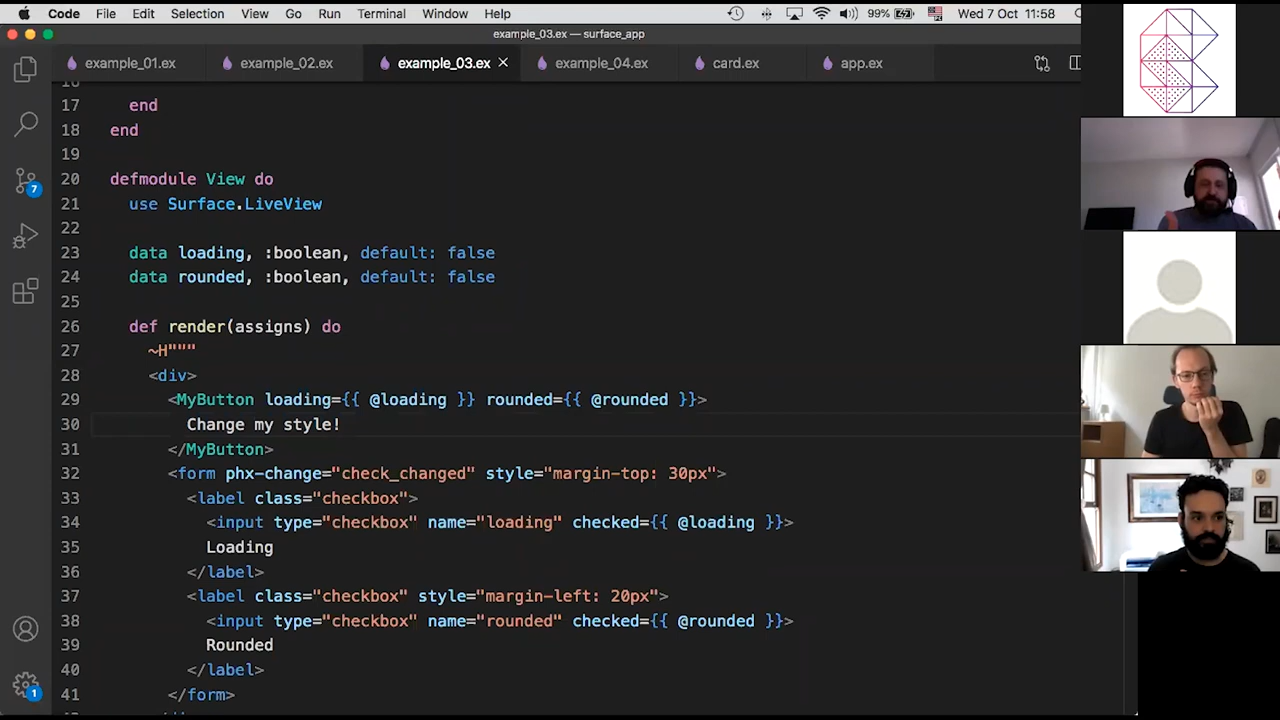 Code File Edit Selection View Go Run Terminal Window Help 99% Wed 7 Oct 11:58
example_03.ex — surface_app
example_01.ex example_02.ex example_03.ex example_04.ex card.ex app.ex
17 end
18 end
19
20 defmodule View do
21 use Surface.LiveView
22
23 data loading, :boolean, default: false
24 data rounded, :boolean, default: false
25
26 def render(assigns) do
27 ~H"""
28 <div>
29 <MyButton loading={{ @loading }} rounded={{ @rounded }}>
30 Change my style!
31 </MyButton>
32 <form phx-change="check_changed" style="margin-top: 30px">
33 <label class="checkbox">
34 <input type="checkbox" name="loading" checked={{ @loading }}>
35 Loading
36 </label>
37 <label class="checkbox" style="margin-left: 20px">
38 <input type="checkbox" name="rounded" checked={{ @rounded }}>
39 Rounded
40 </label>
41 </form>
7
1